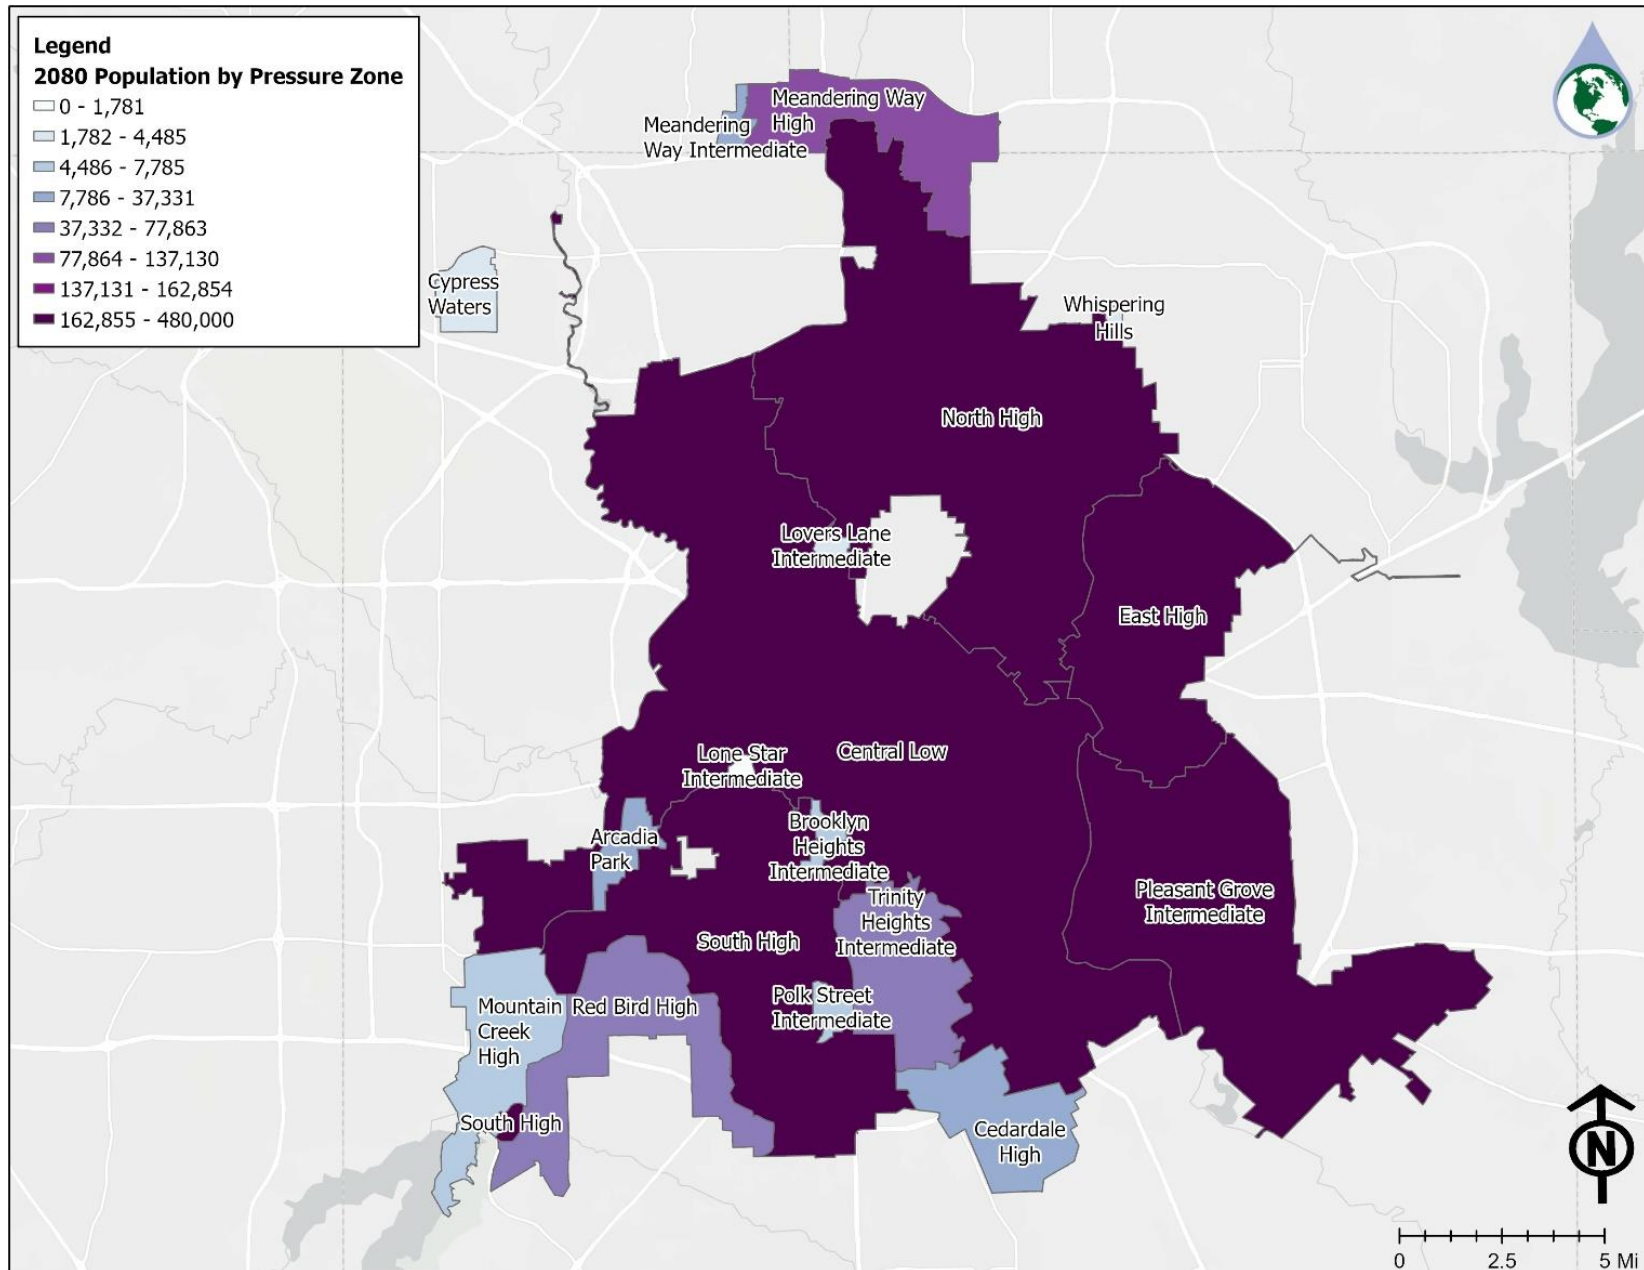 Legend
2080 Population by Pressure Zone
0 - 1,781
1,782 - 4,485
4,486 - 7,785
7,786 - 37,331
37,332 - 77,863
77,864 - 137,130
137,131 - 162,854
162,855 - 480,000
Meandering Way
High
Meandering
Way Intermediate
Cypress
Waters
Whispering
Hills
North High
Lovers Lane
Intermediate
East High
Lone Star
Intermediate
Central Low
Brooklyn
Heights
Intermediate
Arcadia
Park
Trinity
Heights
Intermediate
Pleasant Grove
Intermediate
South High
Polk Street
Intermediate
Mountain
Creek
High
Red Bird High
South High
Cedardale
High
N
0 2.5 5 Mi